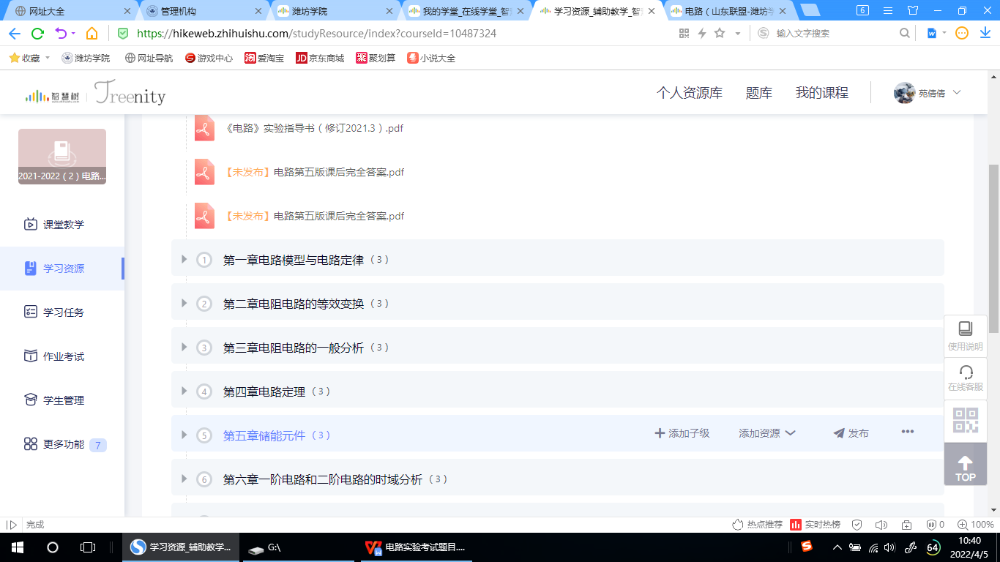 网址大全
管理机构
潍坊学院
我的学堂_在线学堂_智
学习资源_辅助教学_智
电路（山东联盟-潍坊学
6
https://hikeweb.zhihuishu.com/studyResource/index?courseId=10487324
输入文字搜索
收藏
潍坊学院
网址导航
游戏中心
淘 爱淘宝
JD 京东商城
聚 聚划算
小说大全
智慧树
Treenity
个人资源库
题库
我的课程
苑倩倩
2021-2022（2）电路...
课堂教学
学习资源
学习任务
作业考试
学生管理
更多功能 7
《电路》实验指导书（修订2021.3）.pdf
【未发布】电路第五版课后完全答案.pdf
【未发布】电路第五版课后完全答案.pdf
1 第一章电路模型与电路定律（3）
2 第二章电阻电路的等效变换（3）
3 第三章电阻电路的一般分析（3）
4 第四章电路定理（3）
5 第五章储能元件（3）
添加子级
添加资源
发布
6 第六章一阶电路和二阶电路的时域分析（3）
使用说明
在线客服
TOP
完成
热点推荐
实时热榜
0
100%
学习资源_辅助教学...
G:\
电路实验考试题目....
64
10:40
2022/4/5